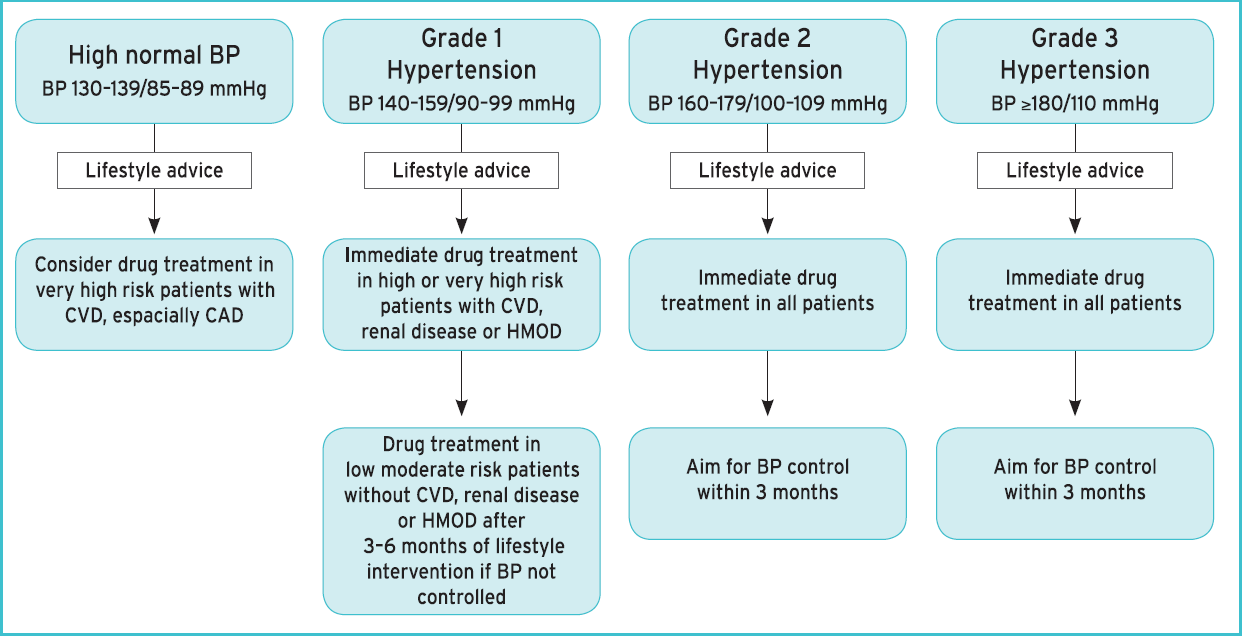 High normal BP
BP 130–139/85–89 mmHg
Lifestyle advice
Consider drug treatment in
very high risk patients with
CVD, espacially CAD
Grade 1
Hypertension
BP 140–159/90–99 mmHg
Lifestyle advice
Immediate drug treatment
in high or very high risk
patients with CVD,
renal disease or HMOD
Drug treatment in
low moderate risk patients
without CVD, renal disease
or HMOD after
3–6 months of lifestyle
intervention if BP not
controlled
Grade 2
Hypertension
BP 160–179/100–109 mmHg
Lifestyle advice
Immediate drug
treatment in all patients
Aim for BP control
within 3 months
Grade 3
Hypertension
BP ≥180/110 mmHg
Lifestyle advice
Immediate drug
treatment in all patients
Aim for BP control
within 3 months